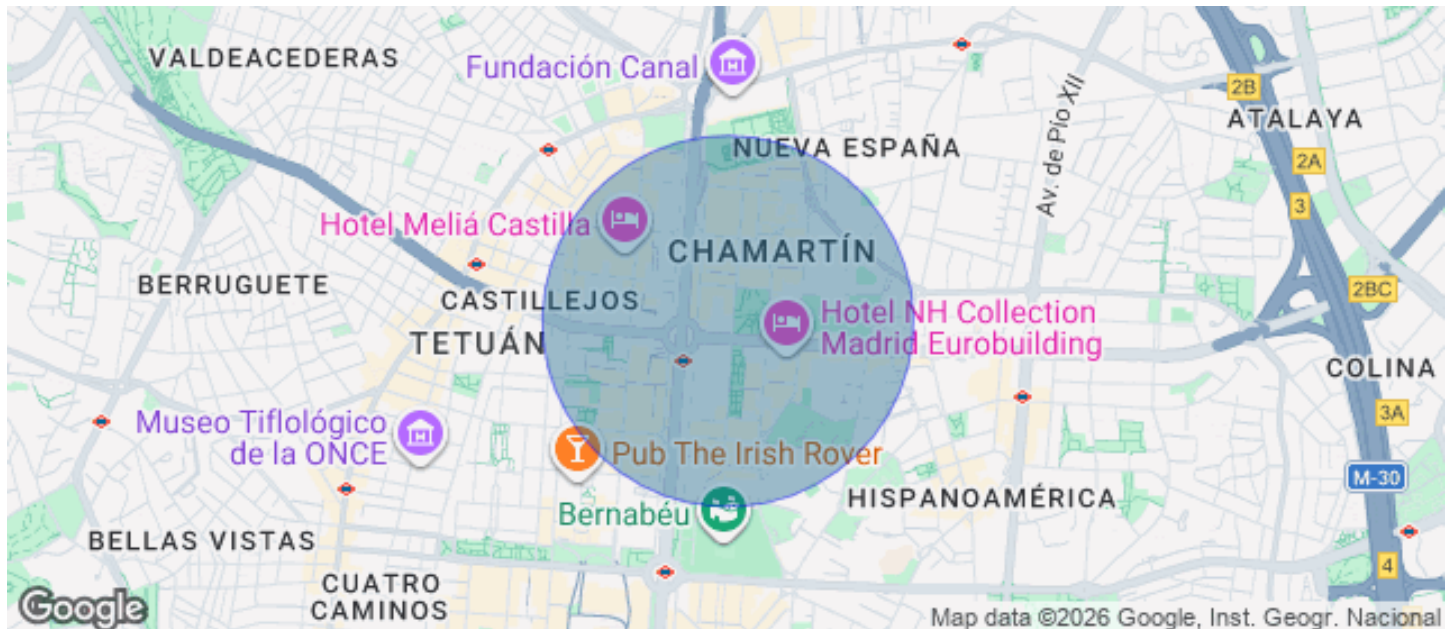 VALDEACEDERAS
Fundación Canal
Av. de Pío XII
2B
ATALAYA
NUEVA ESPAÑA
2A
3
Hotel Meliá Castilla
CHAMARTÍN
BERRUGUETE
CASTILLEJOS
2BC
Hotel NH Collection
Madrid Eurobuilding
TETUÁN
COLINA
3A
Museo Tiflológico
de la ONCE
Pub The Irish Rover
M-30
HISPANOAMÉRICA
Bernabéu
BELLAS VISTAS
4
CUATRO
CAMINOS
Google
Map data ©2026 Google, Inst. Geogr. Nacional